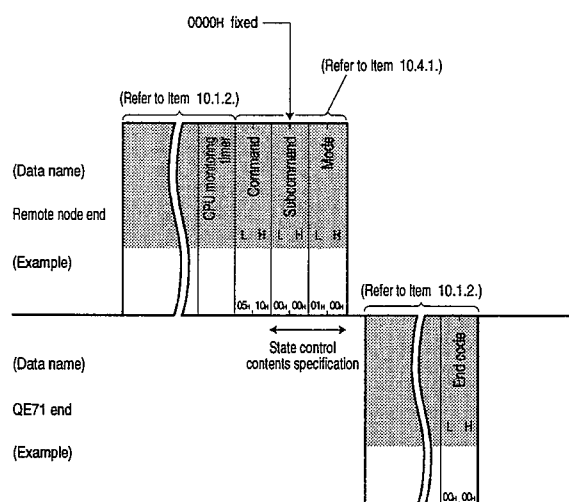 0000H fixed
(Refer to Item 10.4.1.)
(Refer to Item 10.1.2.)
(Data name)
CPU monitoring
timer
Command
Subcommand
Mode
Remote node end
L H L H L H
(Example)
05H 10H 00H 00H 01H 00H
(Refer to Item 10.1.2.)
State control
contents specification
(Data name)
End code
QE71 end
L H
(Example)
00H 00H